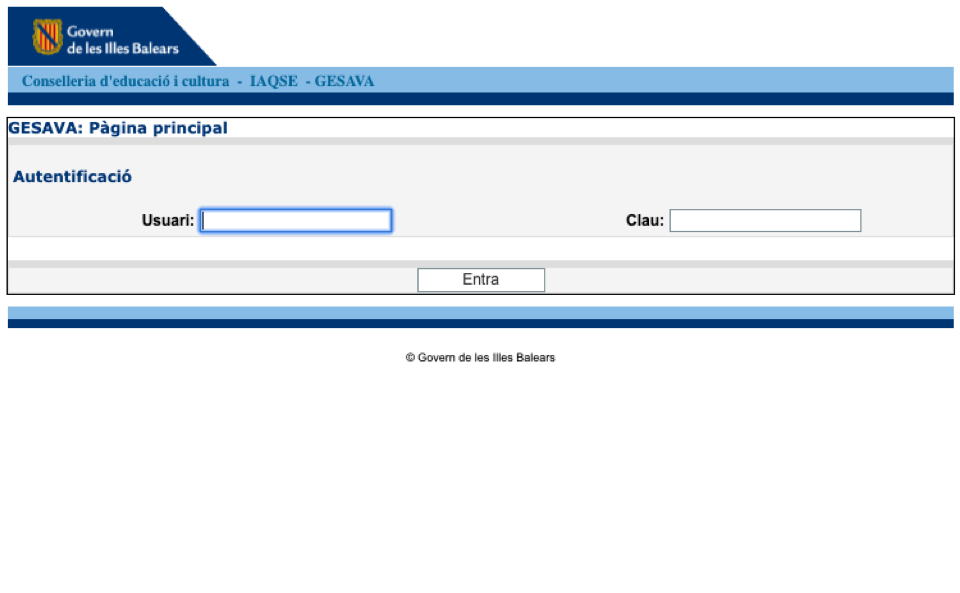 Govern
de les Illes Balears
Conselleria d'educació i cultura - IAQSE - GESAVA
GESAVA: Pàgina principal
Autentificació
Usuari: Clau:
Entra
© Govern de les Illes Balears